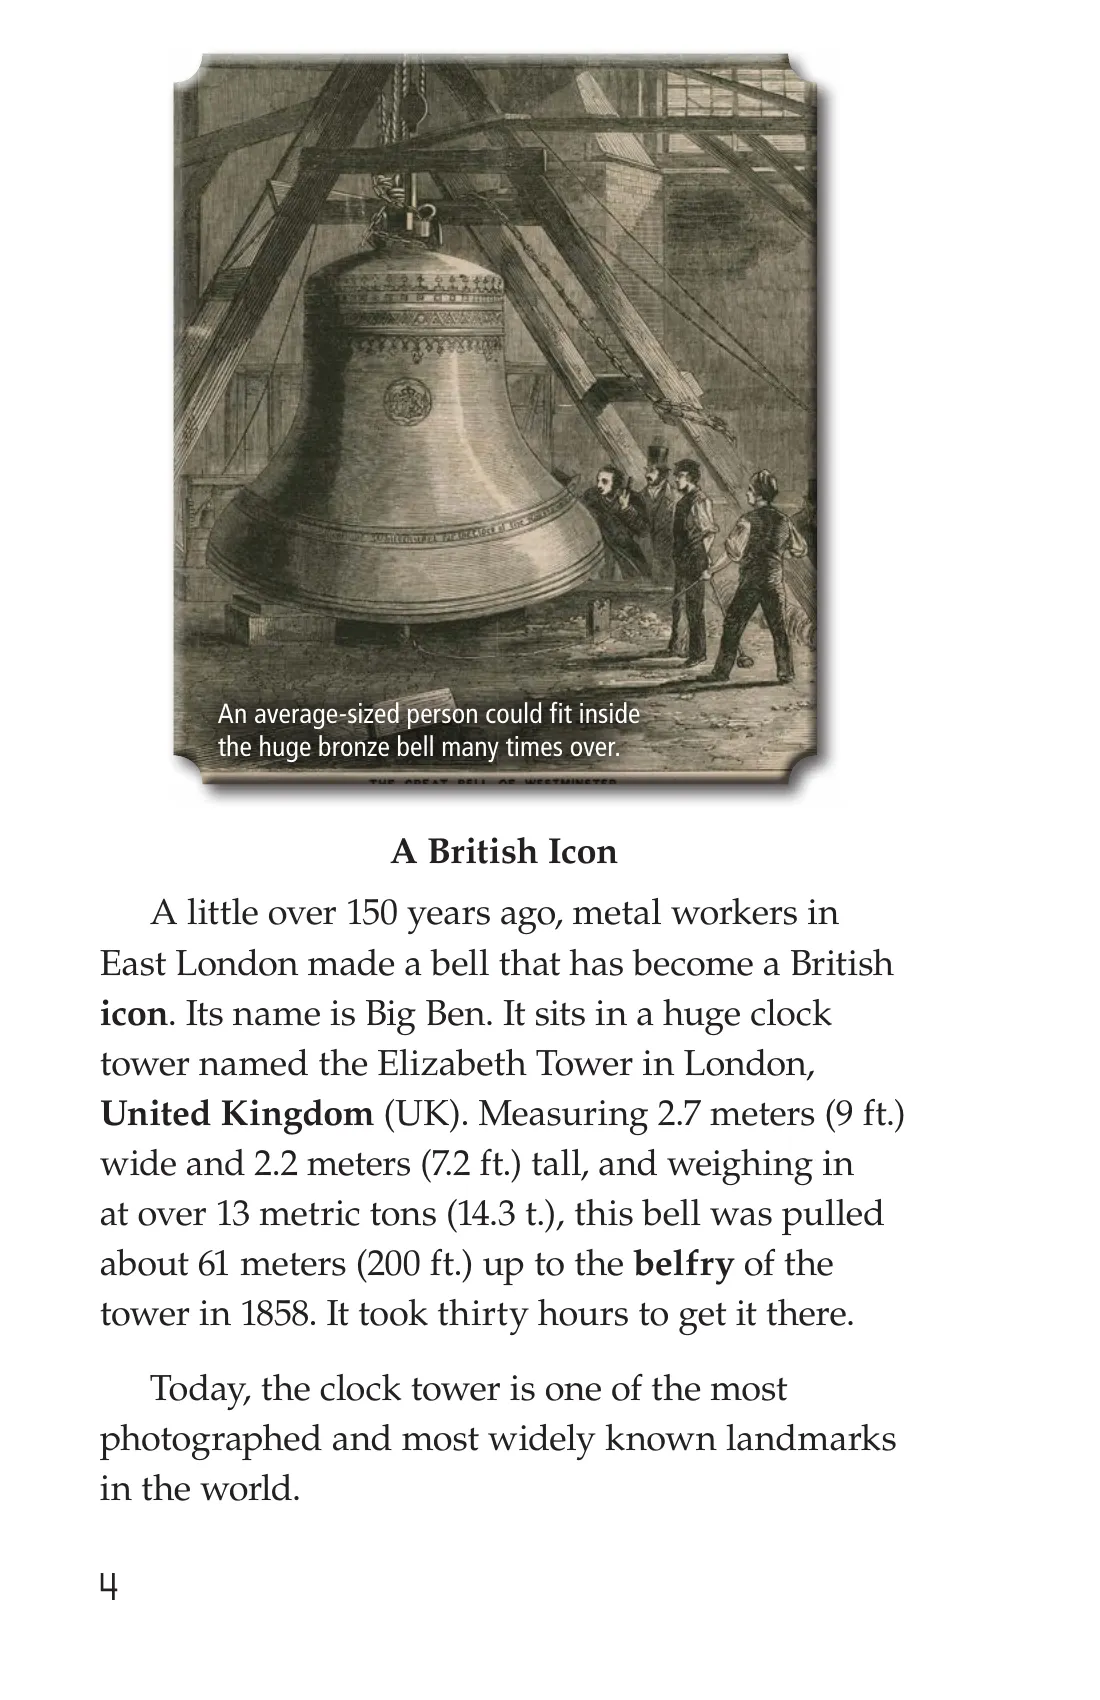 An average-sized person could fit inside
the huge bronze bell many times over.
THE GREAT BELL OF WESTMINSTER
A British Icon
A little over 150 years ago, metal workers in
East London made a bell that has become a British
icon. Its name is Big Ben. It sits in a huge clock
tower named the Elizabeth Tower in London,
United Kingdom (UK). Measuring 2.7 meters (9 ft.)
wide and 2.2 meters (7.2 ft.) tall, and weighing in
at over 13 metric tons (14.3 t.), this bell was pulled
about 61 meters (200 ft.) up to the belfry of the
tower in 1858. It took thirty hours to get it there.
Today, the clock tower is one of the most
photographed and most widely known landmarks
in the world.
4